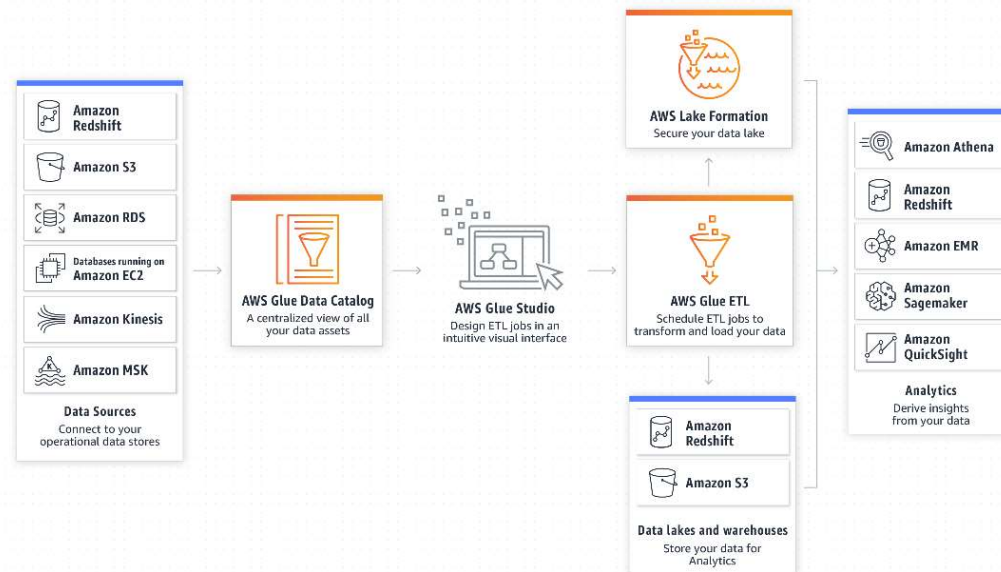 Amazon
Redshift
Amazon S3
Amazon RDS
Databases running on
Amazon EC2
Amazon Kinesis
K
Amazon MSK
Data Sources
Connect to your
operational data stores
AWS Glue Data Catalog
A centralized view of all
your data assets
AWS Glue Studio
Design ETL jobs in an
intuitive visual interface
AWS Lake Formation
Secure your data lake
AWS Glue ETL
Schedule ETL jobs to
transform and load your data
Amazon
Redshift
Amazon S3
Data lakes and warehouses
Store your data for
Analytics
Amazon Athena
Amazon
Redshift
Amazon EMR
Amazon
Sagemaker
Amazon
QuickSight
Analytics
Derive insights
from your data